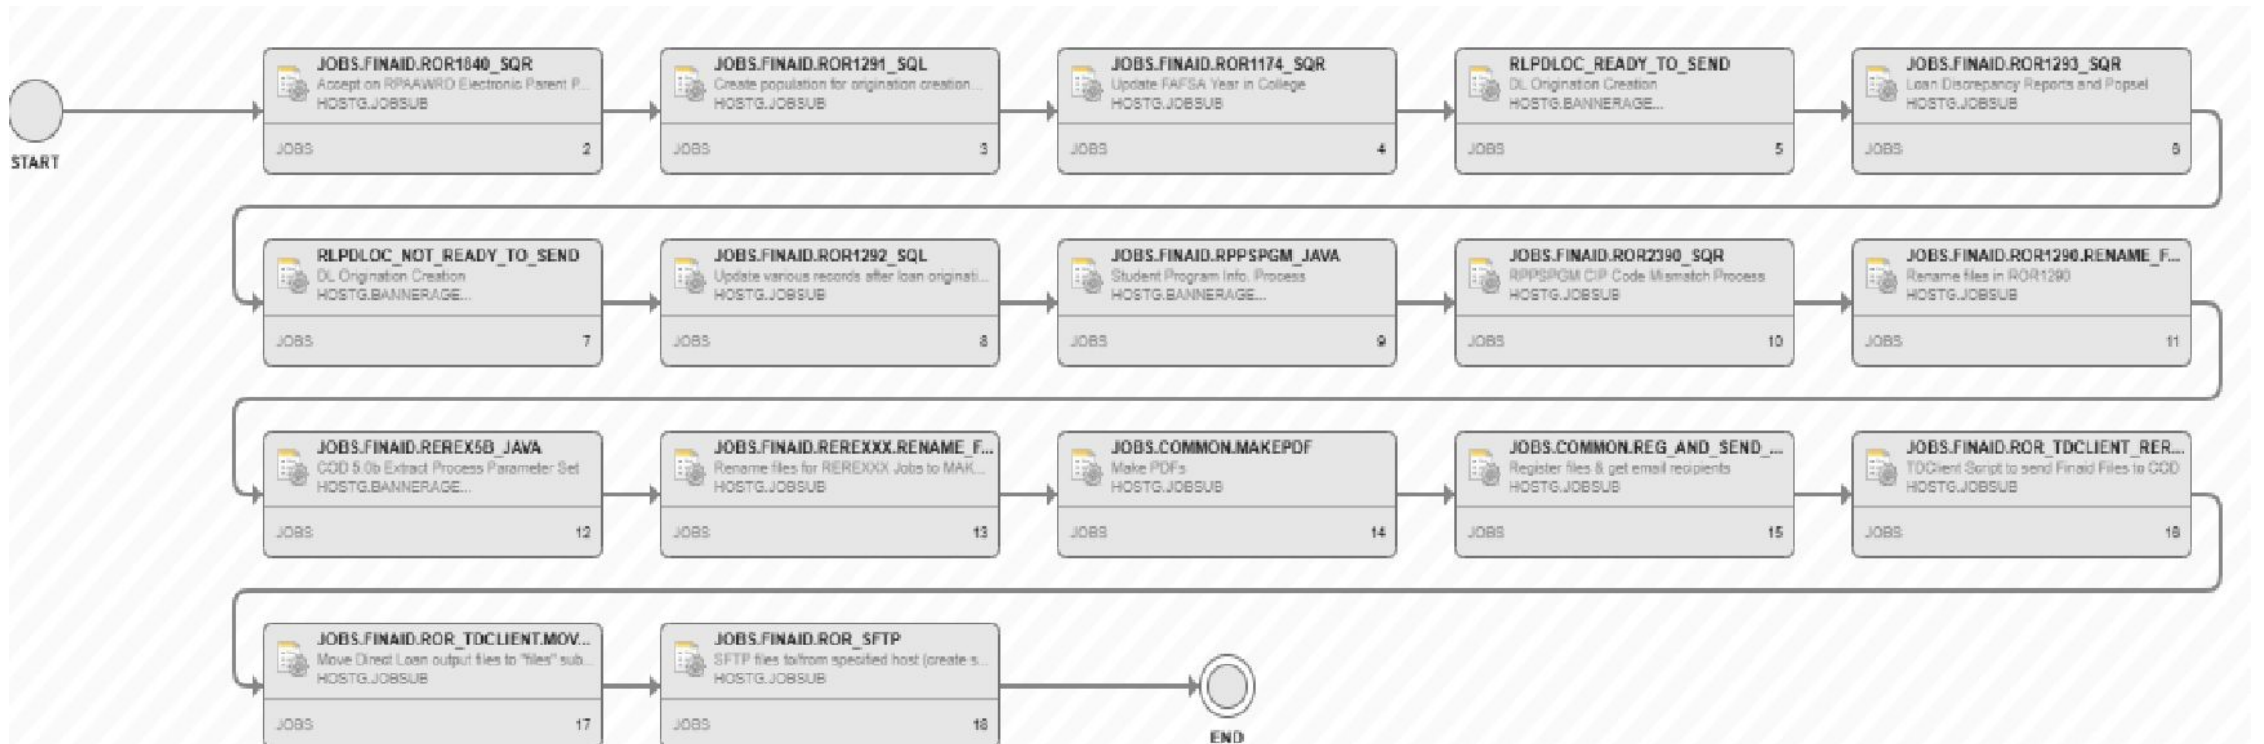 START
JOBS.FINAID.ROR1840_SQR
Accept on RPAAWRD Electronic Parent P...
HOSTG.JOBSUB
JOBS 2
JOBS.FINAID.ROR1291_SQL
Create population for origination creation...
HOSTG.JOBSUB
JOBS 3
JOBS.FINAID.ROR1174_SQR
Update FAFSA Year in College
HOSTG.JOBSUB
JOBS 4
RLPDLOC_READY_TO_SEND
DL Origination Creation
HOSTG.BANNERAGE...
JOBS 5
JOBS.FINAID.ROR1293_SQR
Loan Discrepancy Reports and Popsel
HOSTG.JOBSUB
JOBS 6
RLPDLOC_NOT_READY_TO_SEND
DL Origination Creation
HOSTG.BANNERAGE...
JOBS 7
JOBS.FINAID.ROR1292_SQL
Update various records after loan originati...
HOSTG.JOBSUB
JOBS 8
JOBS.FINAID.RPPSPGM_JAVA
Student Program Info. Process
HOSTG.BANNERAGE...
JOBS 9
JOBS.FINAID.ROR2390_SQR
RPPSPGM CIP Code Mismatch Process
HOSTG.JOBSUB
JOBS 10
JOBS.FINAID.ROR1290.RENAME_F...
Rename files in ROR1290
HOSTG.JOBSUB
JOBS 11
JOBS.FINAID.REREX5B_JAVA
COD 5.0b Extract Process Parameter Set
HOSTG.BANNERAGE...
JOBS 12
JOBS.FINAID.REREXXX.RENAME_F...
Rename files for REREXXX Jobs to MAK...
HOSTG.JOBSUB
JOBS 13
JOBS.COMMON.MAKEPDF
Make PDFs
HOSTG.JOBSUB
JOBS 14
JOBS.COMMON.REG_AND_SEND_...
Register files & get email recipients
HOSTG.JOBSUB
JOBS 15
JOBS.FINAID.ROR_TDCLIENT_RER...
TDClient Script to send Finaid Files to COD
HOSTG.JOBSUB
JOBS 16
JOBS.FINAID.ROR_TDCLIENT.MOV...
Move Direct Loan output files to "files" sub...
HOSTG.JOBSUB
JOBS 17
JOBS.FINAID.ROR_SFTP
SFTP files to/from specified host (create s...
HOSTG.JOBSUB
JOBS 18
END